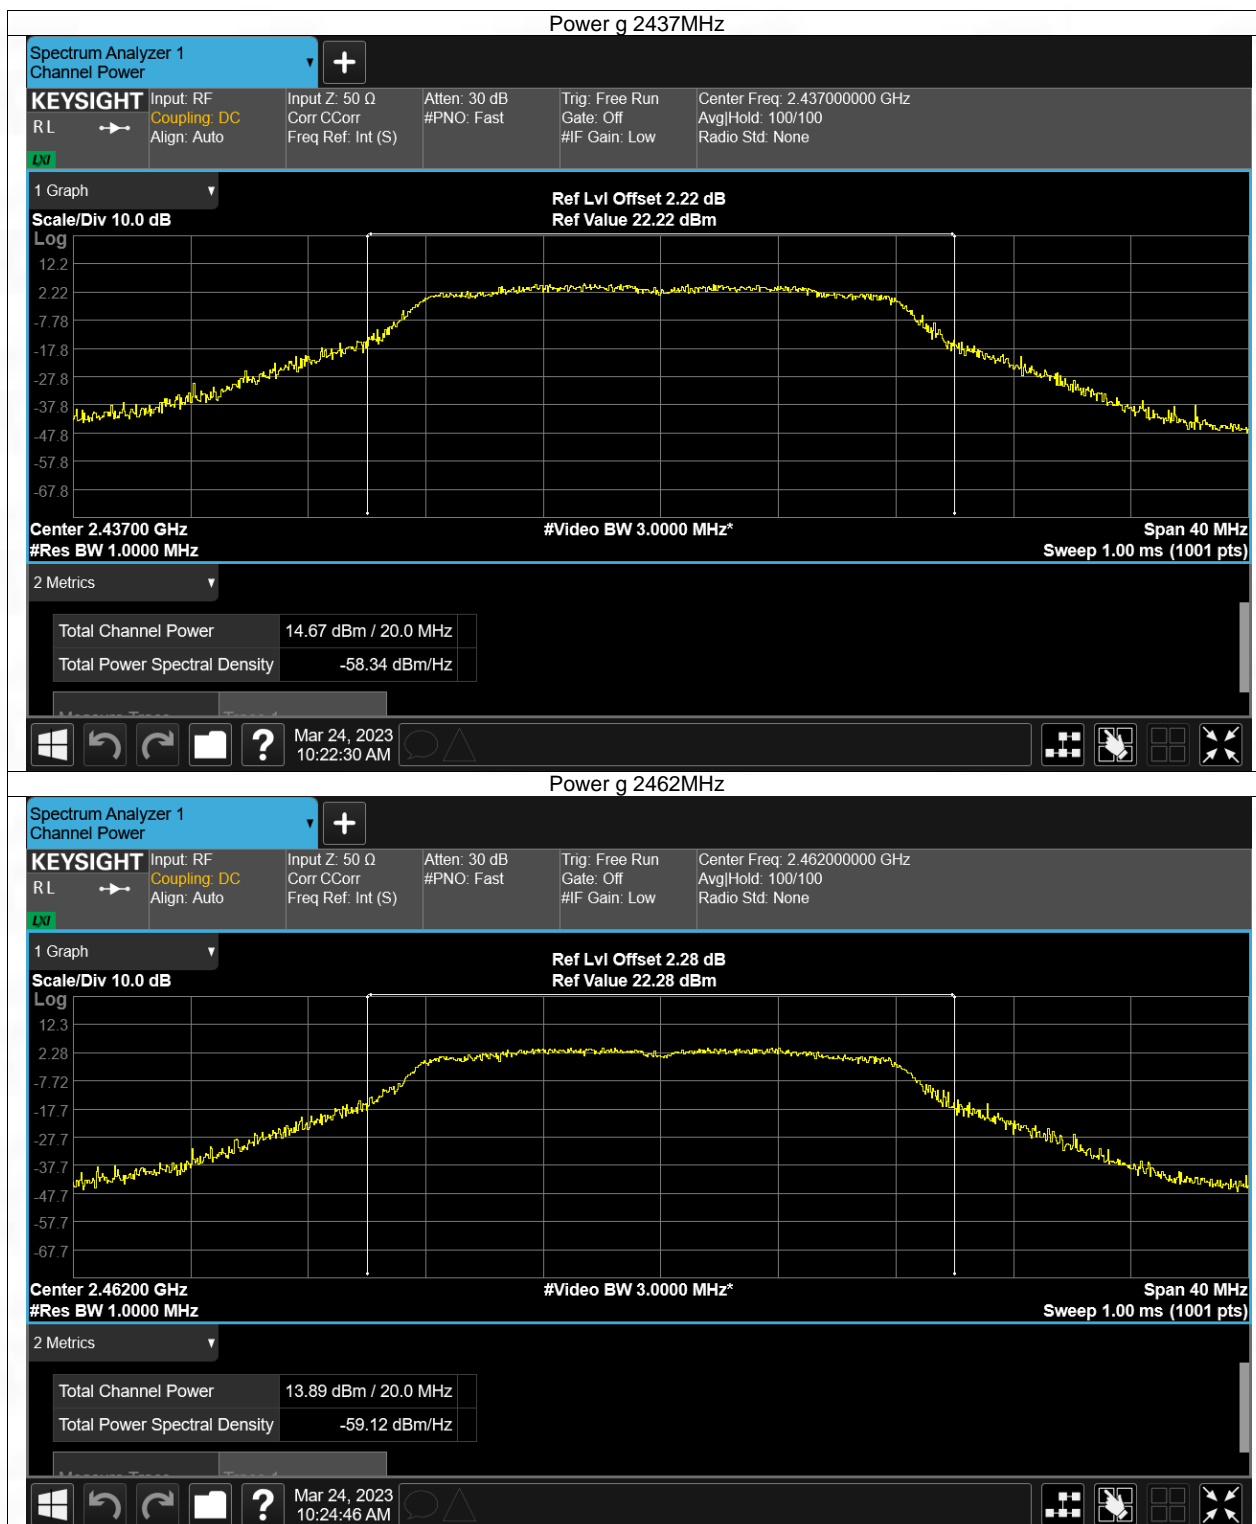 Power g 2437MHz
Spectrum Analyzer 1
Channel Power
KEYSIGHT Input: RF Input Z: 50 Ω Atten: 30 dB Trig: Free Run Center Freq: 2.437000000 GHz
RL Coupling: DC Corr CCorr #PNO: Fast Gate: Off Avg|Hold: 100/100
Align: Auto Freq Ref: Int (S) #IF Gain: Low Radio Std: None
LXI
1 Graph
Ref Lvl Offset 2.22 dB
Scale/Div 10.0 dB Ref Value 22.22 dBm
Log
12.2
2.22
-7.78
-17.8
-27.8
-37.8
-47.8
-57.8
-67.8
Center 2.43700 GHz #Video BW 3.0000 MHz* Span 40 MHz
#Res BW 1.0000 MHz Sweep 1.00 ms (1001 pts)
2 Metrics
Total Channel Power 14.67 dBm / 20.0 MHz
Total Power Spectral Density -58.34 dBm/Hz
Mar 24, 2023
10:22:30 AM
Power g 2462MHz
Spectrum Analyzer 1
Channel Power
KEYSIGHT Input: RF Input Z: 50 Ω Atten: 30 dB Trig: Free Run Center Freq: 2.462000000 GHz
RL Coupling: DC Corr CCorr #PNO: Fast Gate: Off Avg|Hold: 100/100
Align: Auto Freq Ref: Int (S) #IF Gain: Low Radio Std: None
LXI
1 Graph
Ref Lvl Offset 2.28 dB
Scale/Div 10.0 dB Ref Value 22.28 dBm
Log
12.3
2.28
-7.72
-17.7
-27.7
-37.7
-47.7
-57.7
-67.7
Center 2.46200 GHz #Video BW 3.0000 MHz* Span 40 MHz
#Res BW 1.0000 MHz Sweep 1.00 ms (1001 pts)
2 Metrics
Total Channel Power 13.89 dBm / 20.0 MHz
Total Power Spectral Density -59.12 dBm/Hz
Mar 24, 2023
10:24:46 AM